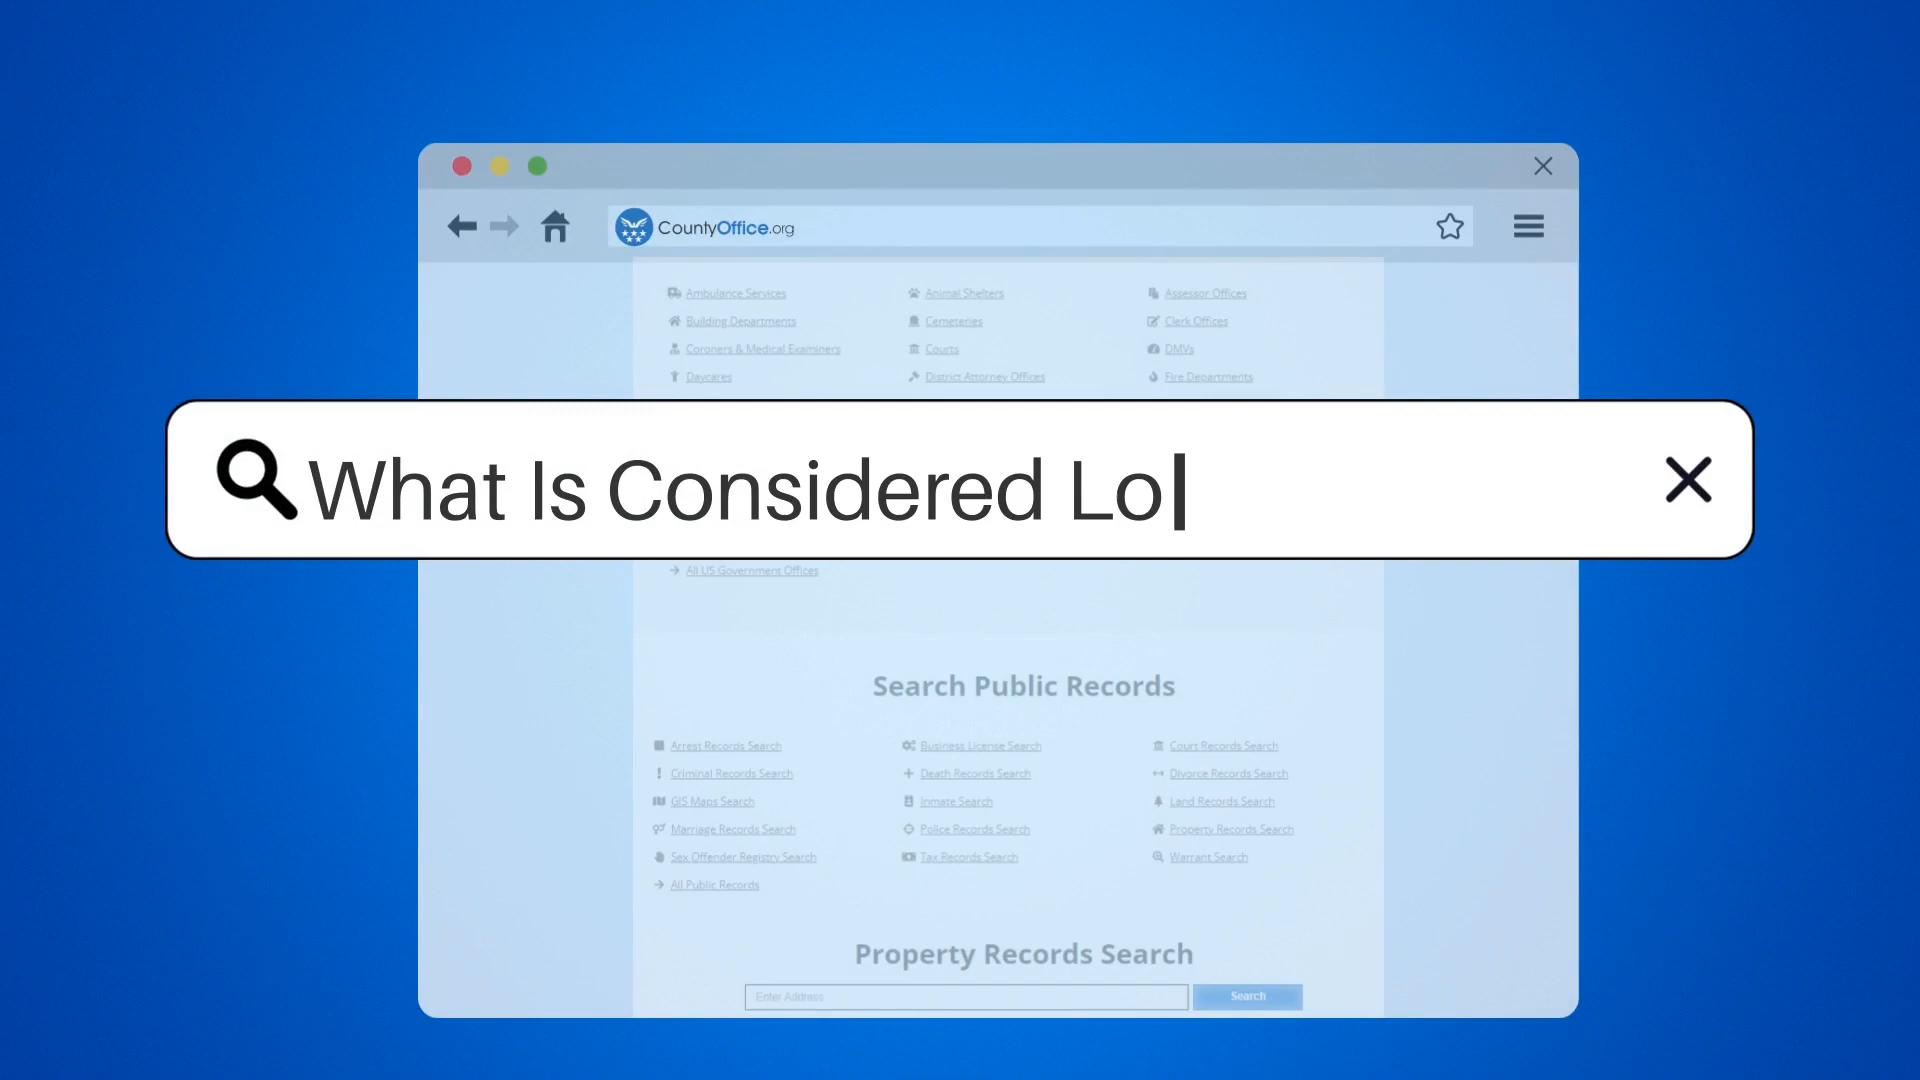 CountyOffice.org
Ambulance Services Animal Shelters Assessor Offices
Building Departments Cemeteries Clerk Offices
Coroners & Medical Examiners Courts DMVs
Daycares District Attorney Offices Fire Departments
What Is Considered Lo
All US Government Offices
Search Public Records
Arrest Records Search Business License Search Court Records Search
Criminal Records Search Death Records Search Divorce Records Search
GIS Maps Search Inmate Search Land Records Search
Marriage Records Search Police Records Search Property Records Search
Sex Offender Registry Search Tax Records Search Warrant Search
All Public Records
Property Records Search
Enter Address Search